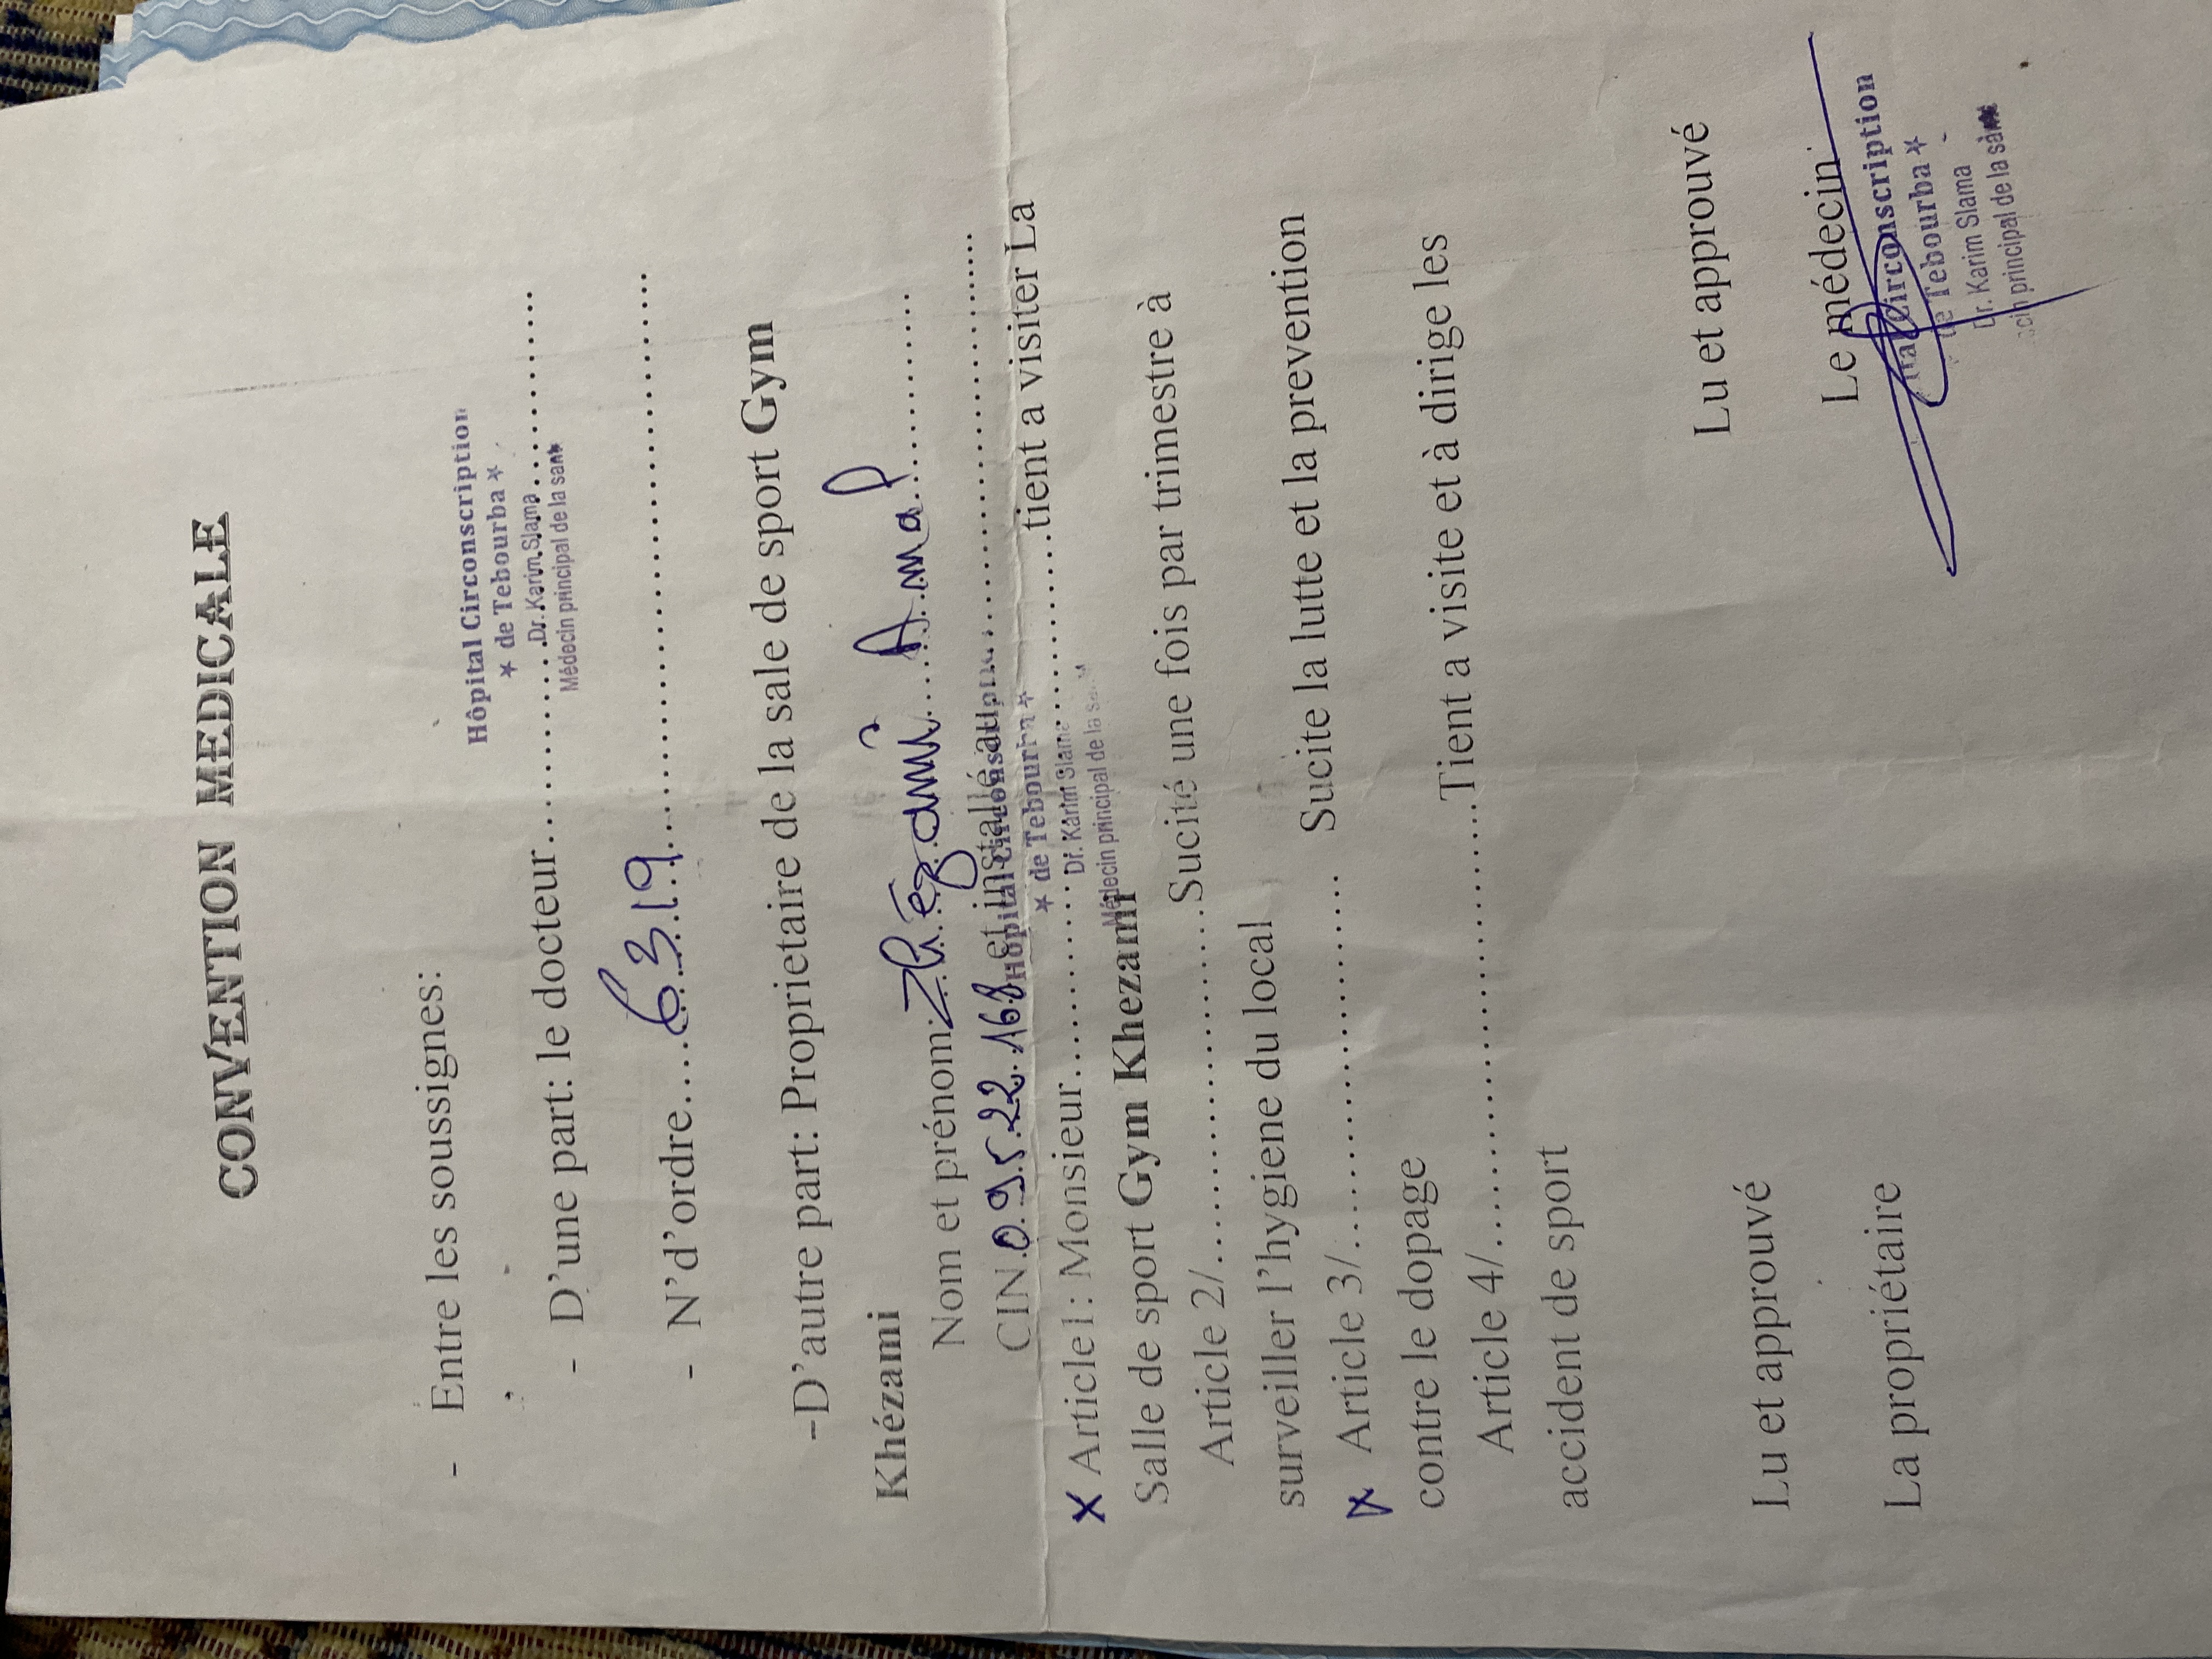 CONVENTION MEDICALE
- Entre les soussignes:
Hôpital Circonscription
* de Tebourba *
- D'une part: le docteur..............................
Dr. Karim Slama
Médecin principal de la santé
- N'd'ordre....6319..............................
-D'autre part: Proprietaire de la sale de sport Gym
Khézami
Nom et prénom: Khézami Amal..........
CIN.09522168 et installé au..............................
Hôpital Circonscription
* de Tebourba *
x Article1: Monsieur..............................tient a visiter La
Dr. Karim Slama
Médecin principal de la
Salle de sport Gym Khezami
Article 2/..............................Sucité une fois par trimestre à
surveiller l'hygiene du local
x Article 3/.............................. Sucite la lutte et la prevention
contre le dopage
Article 4/..............................Tient a visite et à dirige les
accident de sport
Lu et approuvé Lu et approuvé
La propriétaire Le médecin
Circonscription
de Tebourba *
Dr. Karim Slama
principal de la